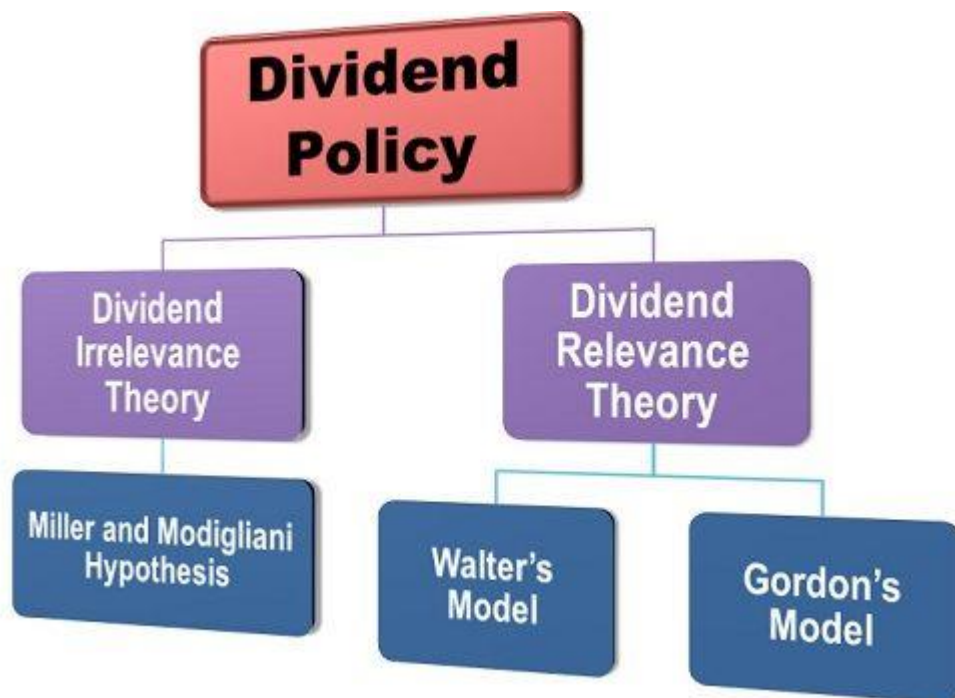 Dividend
Policy
Dividend
Irrelevance
Theory
Dividend
Relevance
Theory
Miller and Modigliani
Hypothesis
Walter's
Model
Gordon's
Model